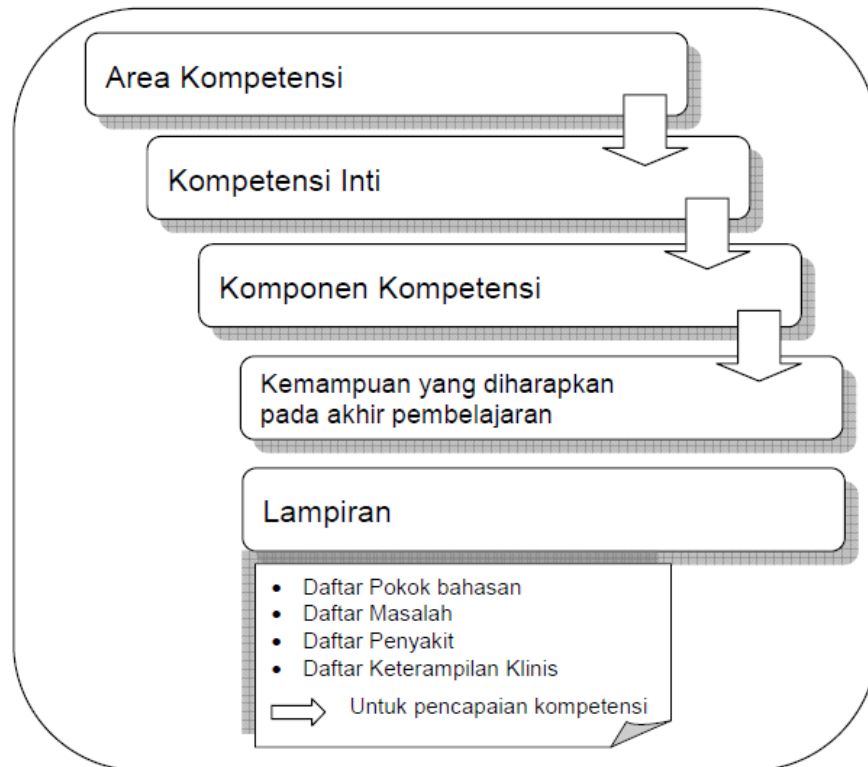 Area Kompetensi
Kompetensi Inti
Komponen Kompetensi
Kemampuan yang diharapkan
pada akhir pembelajaran
Lampiran
• Daftar Pokok bahasan
• Daftar Masalah
• Daftar Penyakit
• Daftar Keterampilan Klinis
Untuk pencapaian kompetensi